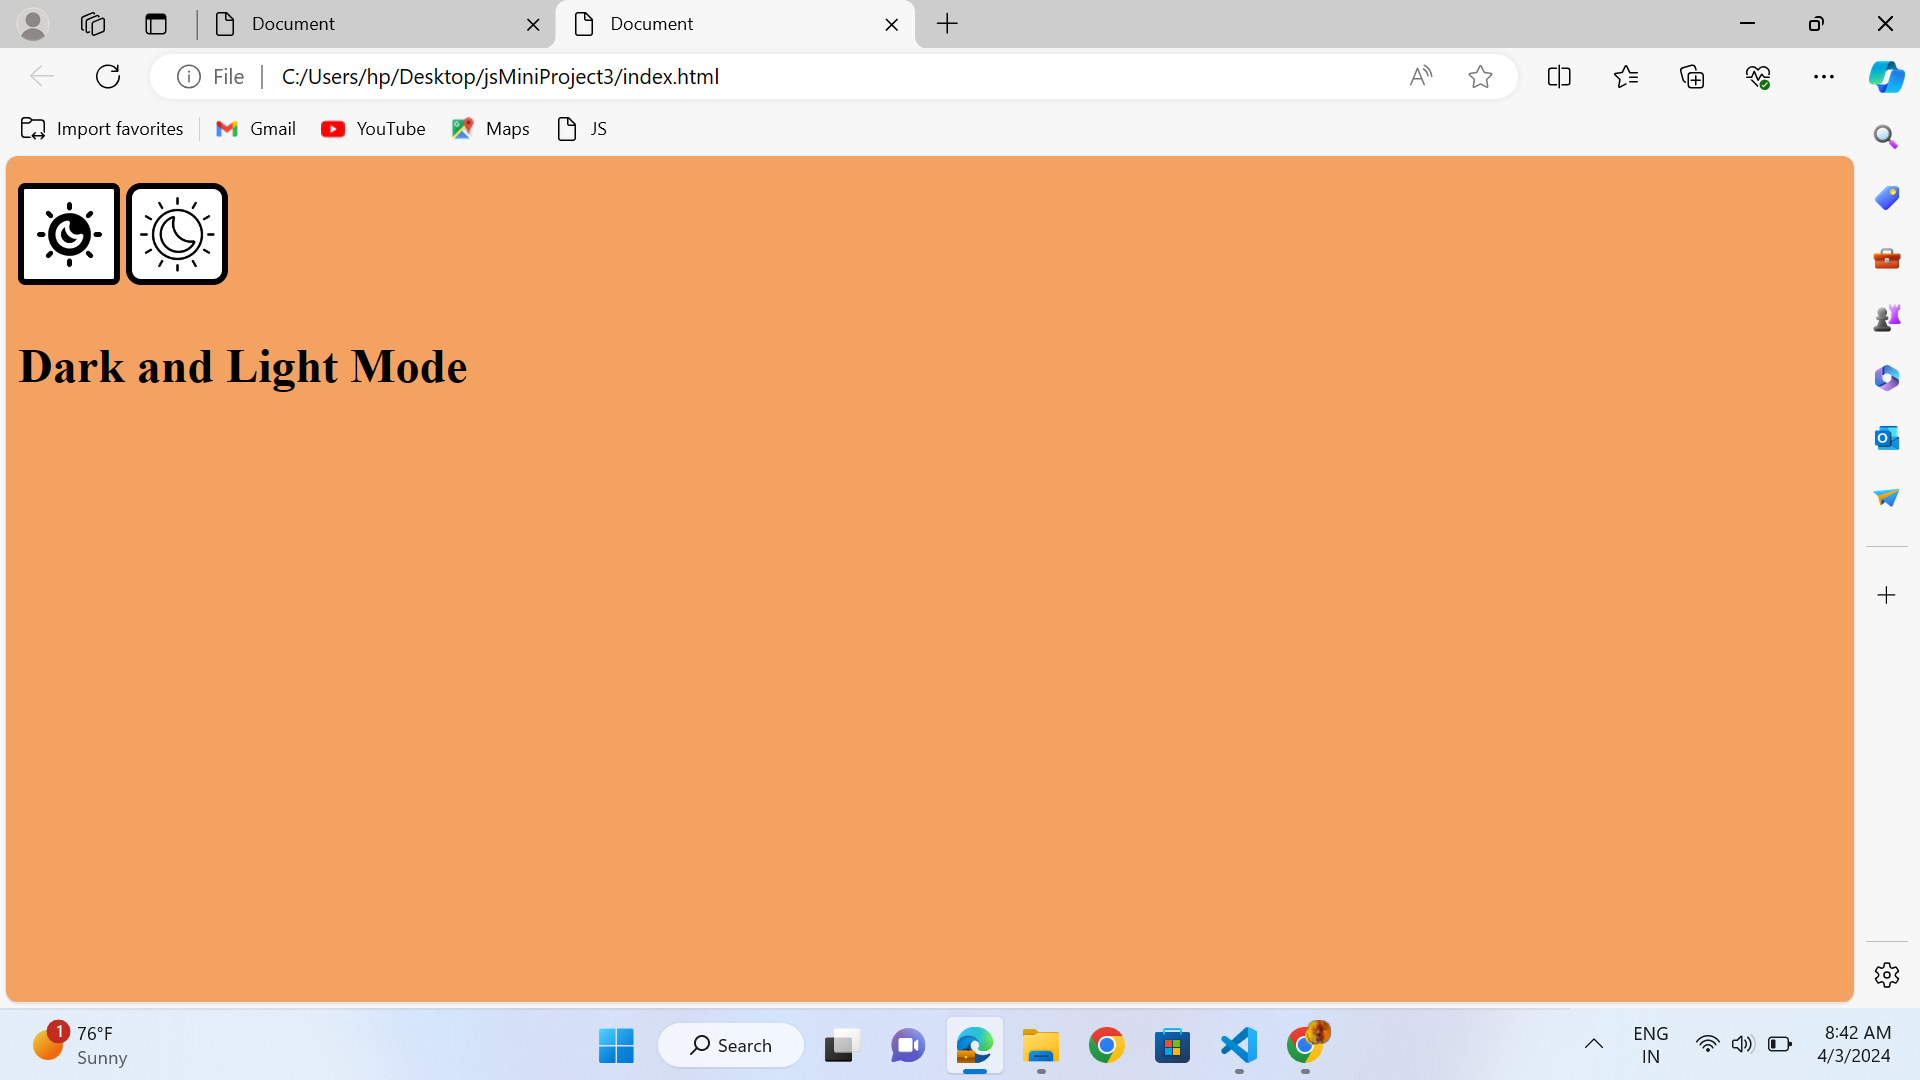 Document
Document
File
C:/Users/hp/Desktop/jsMiniProject3/index.html
Import favorites
Gmail
YouTube
Maps
JS
Dark and Light Mode
1
76°F
Sunny
Search
ENG
IN
8:42 AM
4/3/2024